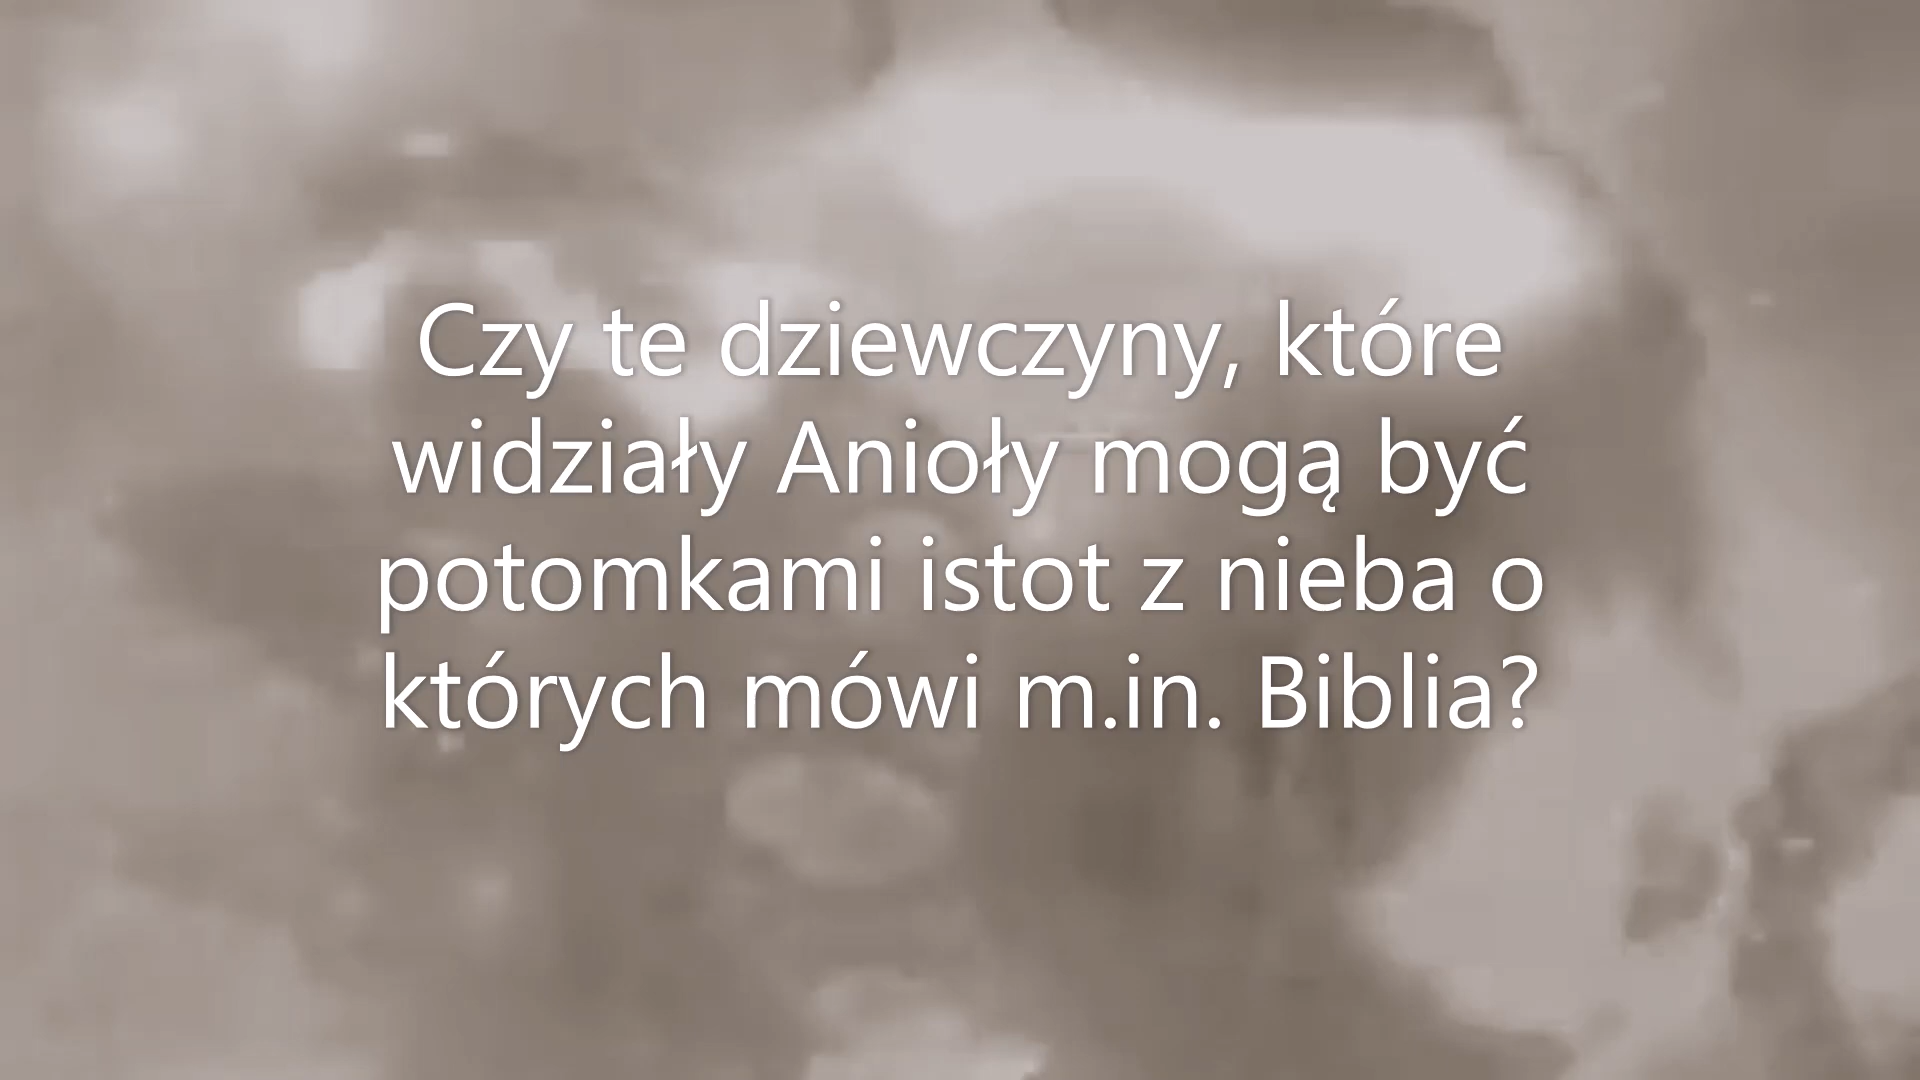 Czy te dziewczyny, które
widziały Anioły mogą być
potomkami istot z nieba o
których mówi m.in. Biblia?